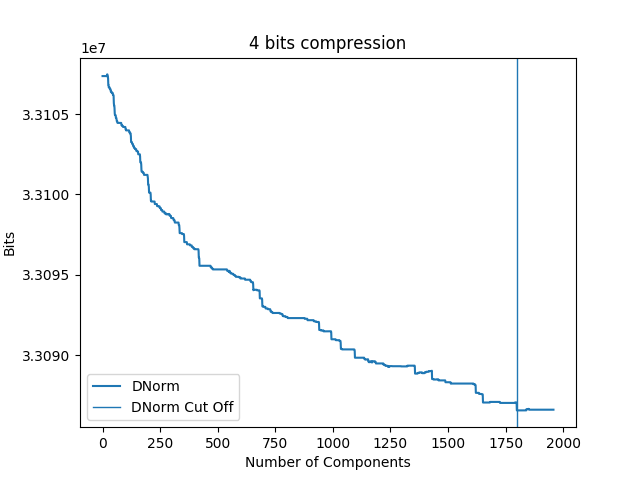 4 bits compression
1e7
3.3105
3.3100
3.3095
3.3090
Bits
DNorm
DNorm Cut Off
0 250 500 750 1000 1250 1500 1750 2000
Number of Components